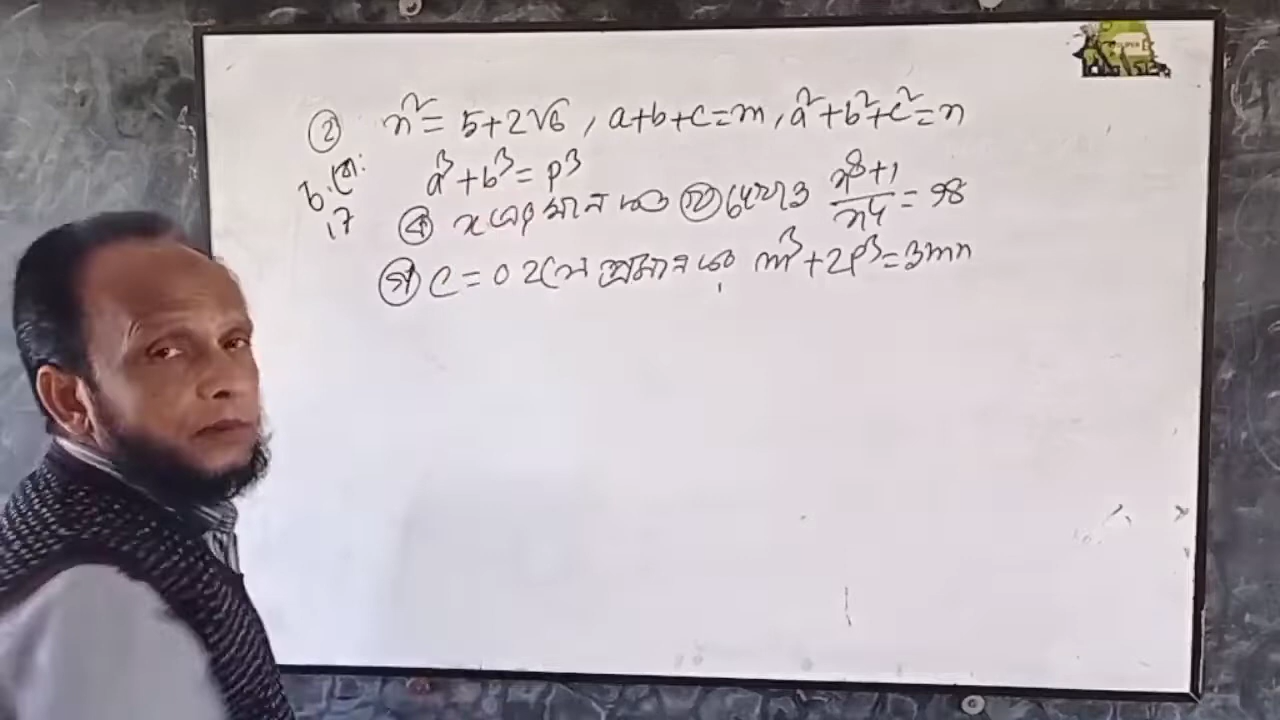 ② x² = 5+2√6 , a+b+c=m, a²+b²+c²=n
চ.বো: a³+b³= p³
17 ক x এর মান কত খ দেখাও (x⁸+1)/x⁴ = 98
গ c = 0 হলে প্রমান কর m³+2p³=3mn